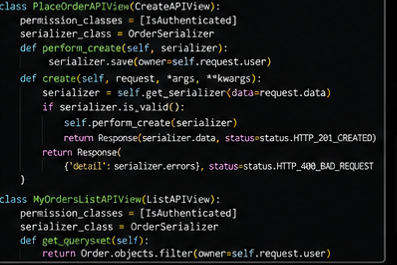 class PlaceOrderAPIView(CreateAPIView):
    permission_classes = [IsAuthenticated]
    serializer_class = OrderSerializer
    def perform_create(self, serializer):
        serializer.save(owner=self.request.user)
    def create(self, request, *args, **kwargs):
        serializer = self.get_serializer(data=request.data)
        if serializer.is_valid():
            self.perform_create(serializer)
            return Response(serializer.data, status=status.HTTP_201_CREATED)
        return Response(
            {'detail': serializer.errors}, status=status.HTTP_400_BAD_REQUEST
        )
class MyOrdersListAPIView(ListAPIView):
    permission_classes = [IsAuthenticated]
    serializer_class = OrderSerializer
    def (self):
        return Order.objects.filter(owner=self.request.user)